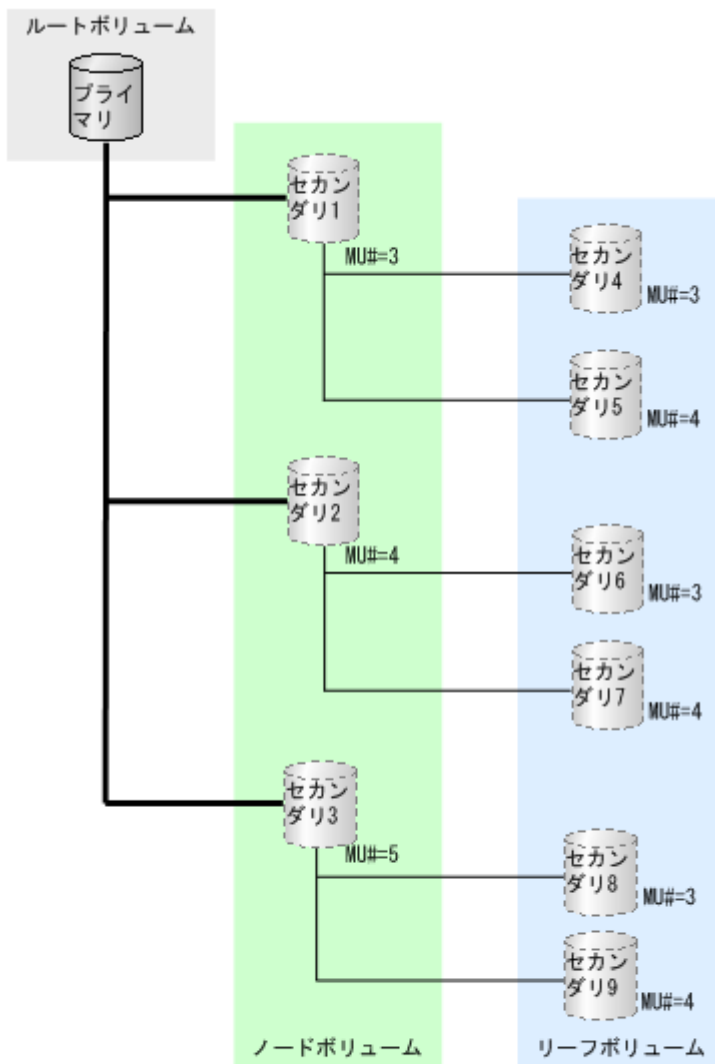 ルートボリューム
プライ
マリ
セカン
ダリ1
MU#=3
セカン
ダリ4
MU#=3
セカン
ダリ5
MU#=4
セカン
ダリ2
MU#=4
セカン
ダリ6
MU#=3
セカン
ダリ7
MU#=4
セカン
ダリ3
MU#=5
セカン
ダリ8
MU#=3
セカン
ダリ9
MU#=4
ノードボリューム
リーフボリューム